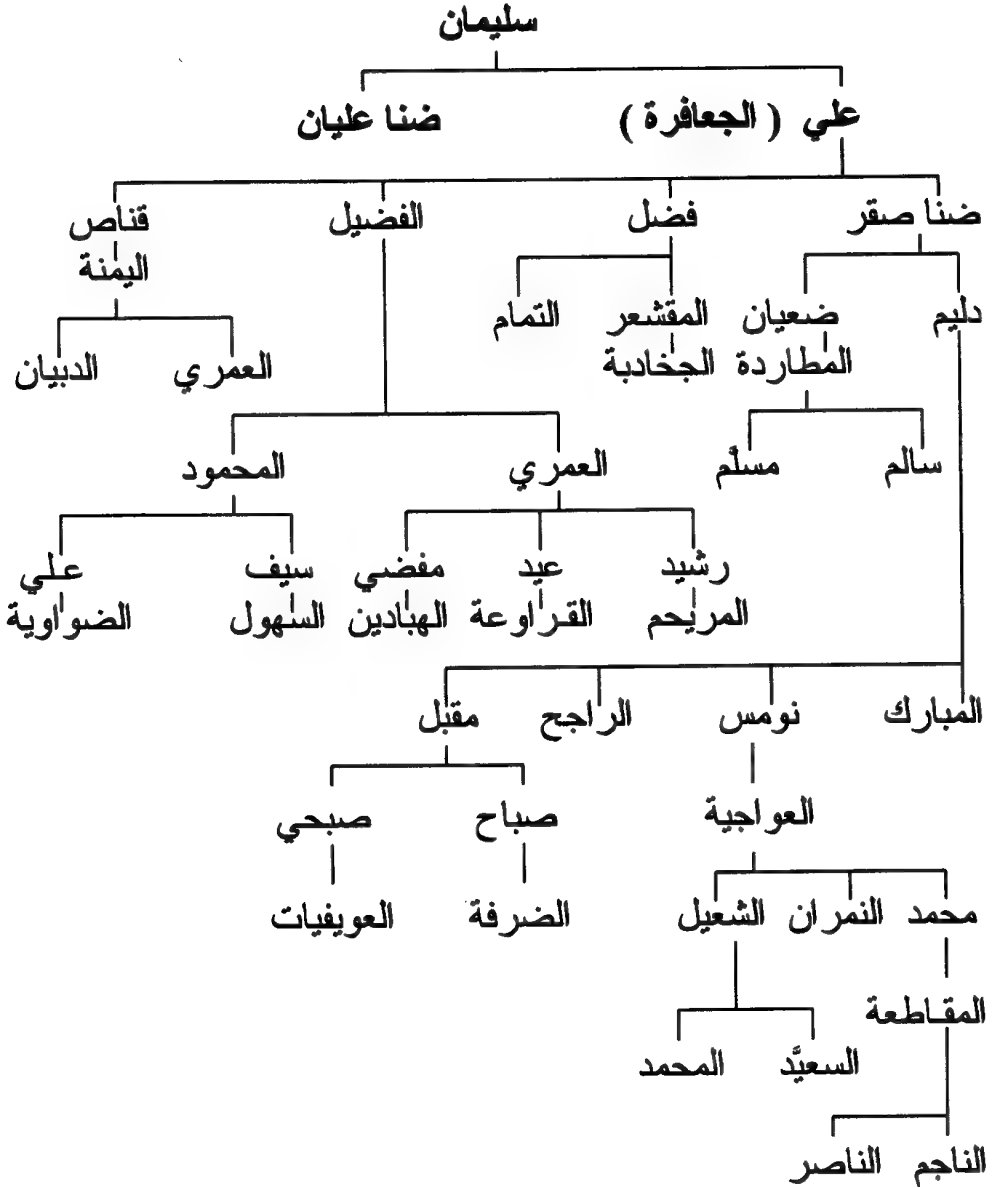 سليمان
علي ( الجعافرة ) ضنا عليان
ضنا صقر فضل الفضيل قناص
اليمنة
دليم ضعيان المقشعر التمام
المطاردة الجخادبة العمري الدبيان
سالم مسلَّم العمري المحمود
رشيد عيد مفضي سيف علي
المريحم القراوعة الهبادين السهول الضواوية
المبارك نومس الراجح مقبل
العواجية صباح صبحي
محمد النمران الشعيل الضرفة العويفيات
المقاطعة
السعيَّد المحمد
الناجم الناصر